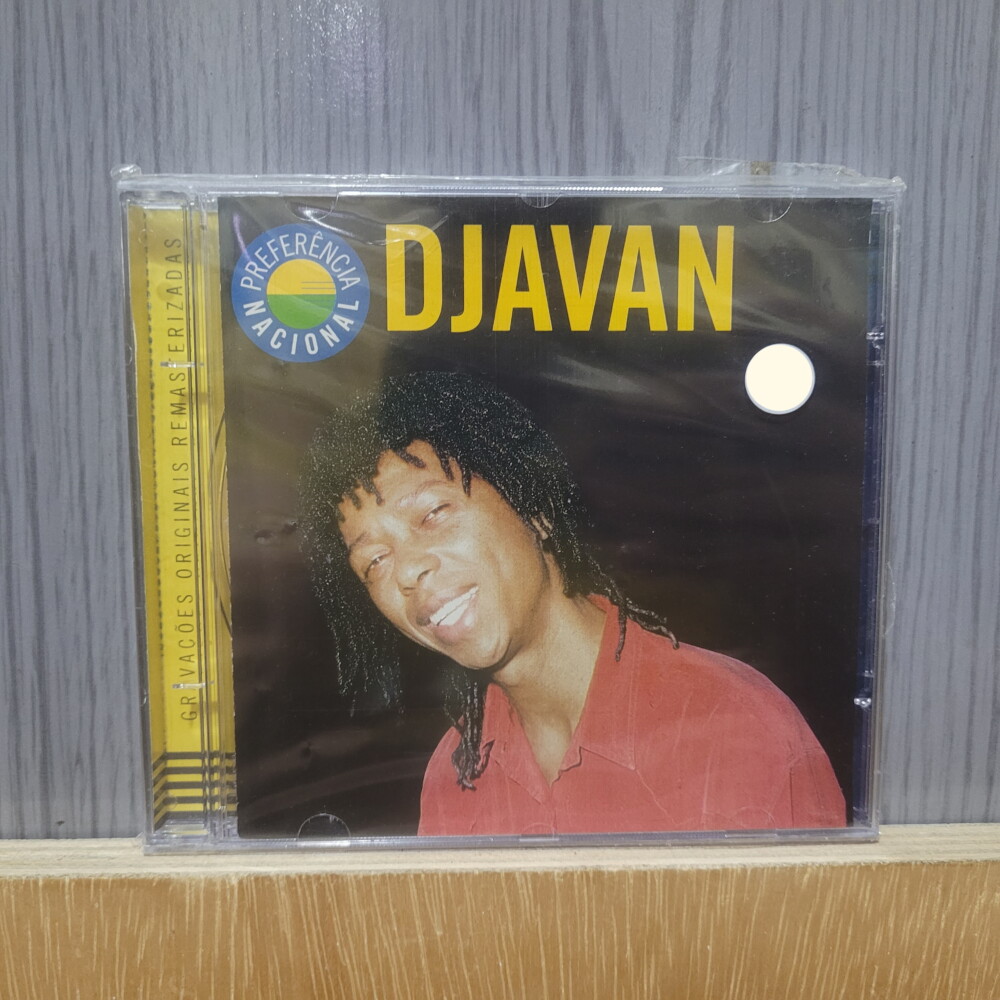 PREFERÊNCIA
NACIONAL
DJAVAN
GRAVAÇÕES ORIGINAIS REMASTERIZADAS